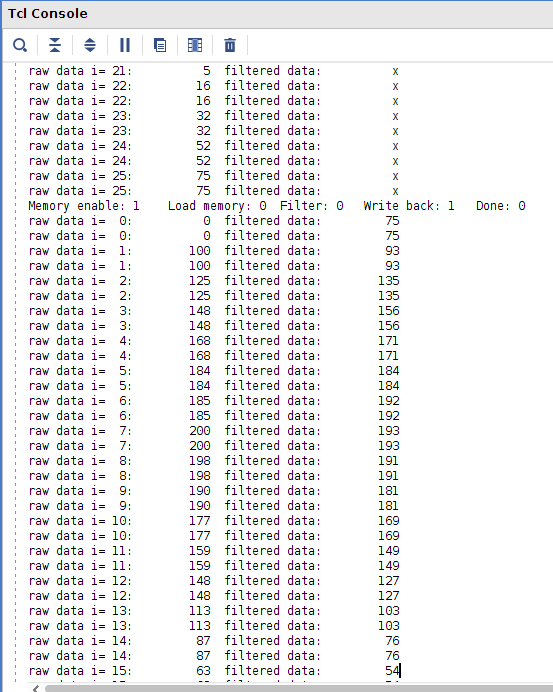 Tcl Console
raw data i= 21: 5 filtered data: x
raw data i= 22: 16 filtered data: x
raw data i= 22: 16 filtered data: x
raw data i= 23: 32 filtered data: x
raw data i= 23: 32 filtered data: x
raw data i= 24: 52 filtered data: x
raw data i= 24: 52 filtered data: x
raw data i= 25: 75 filtered data: x
raw data i= 25: 75 filtered data: x
Memory enable: 1 Load memory: 0 Filter: 0 Write back: 1 Done: 0
raw data i= 0: 0 filtered data: 75
raw data i= 0: 0 filtered data: 75
raw data i= 1: 100 filtered data: 93
raw data i= 1: 100 filtered data: 93
raw data i= 2: 125 filtered data: 135
raw data i= 2: 125 filtered data: 135
raw data i= 3: 148 filtered data: 156
raw data i= 3: 148 filtered data: 156
raw data i= 4: 168 filtered data: 171
raw data i= 4: 168 filtered data: 171
raw data i= 5: 184 filtered data: 184
raw data i= 5: 184 filtered data: 184
raw data i= 6: 185 filtered data: 192
raw data i= 6: 185 filtered data: 192
raw data i= 7: 200 filtered data: 193
raw data i= 7: 200 filtered data: 193
raw data i= 8: 198 filtered data: 191
raw data i= 8: 198 filtered data: 191
raw data i= 9: 190 filtered data: 181
raw data i= 9: 190 filtered data: 181
raw data i= 10: 177 filtered data: 169
raw data i= 10: 177 filtered data: 169
raw data i= 11: 159 filtered data: 149
raw data i= 11: 159 filtered data: 149
raw data i= 12: 148 filtered data: 127
raw data i= 12: 148 filtered data: 127
raw data i= 13: 113 filtered data: 103
raw data i= 13: 113 filtered data: 103
raw data i= 14: 87 filtered data: 76
raw data i= 14: 87 filtered data: 76
raw data i= 15: 63 filtered data: 54